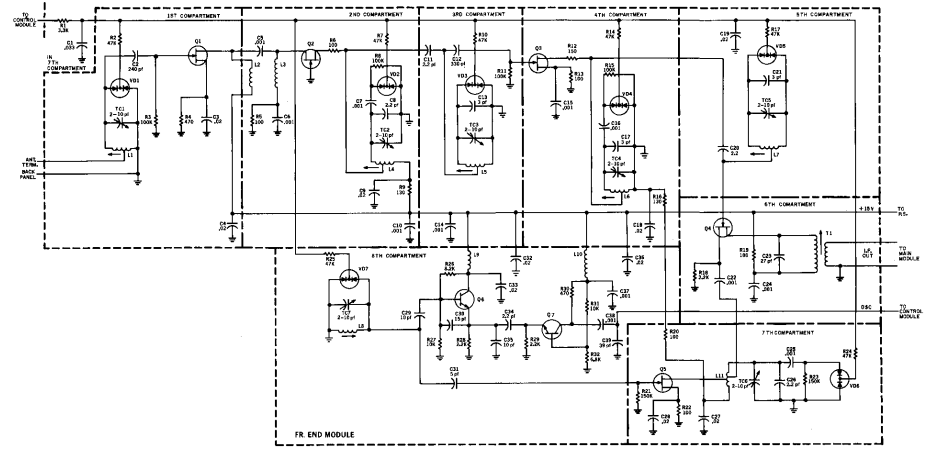 TO
CONTROL
MODULE
R1
3.3K
C1
.033
IN
7TH
COMPARTMENT
ANT.
TERM.
BACK
PANEL
1ST COMPARTMENT
R2
47K
C2
240 pf
VD1
TC1
2-10 pf
L1
R3
100K
Q1
R4
470
C3
.02
C4
.02
2ND COMPARTMENT
C5
.001
L2
L3
R5
100
C6
.001
Q2
R6
100
R7
47K
R8
100K
VD2
C7
.001
C8
2.2 pf
TC2
2-10 pf
L4
C9
.02
R9
130
C10
.001
3RD COMPARTMENT
C11
2.2 pf
C12
330 pf
R10
47K
VD3
C13
3 pf
TC3
2-10 pf
L5
R11
100K
C14
.001
4TH COMPARTMENT
Q3
R12
150
R13
100
C15
.001
R14
47K
R15
100K
VD4
C16
.001
C17
3 pf
TC4
2-10 pf
L6
R16
130
C18
.02
5TH COMPARTMENT
C19
.02
R17
47K
VD5
C21
3 pf
TC5
2-10 pf
L7
C20
2.2
6TH COMPARTMENT
+15V
TO
R5-
Q4
R18
2.2K
C22
.001
R19
100
C23
27 pf
C24
.001
T1
I.F.
OUT
TO
MAIN
MODULE
OSC
TO
CONTROL
MODULE
7TH COMPARTMENT
R20
100
Q5
R21
150K
R22
100
C26
.02
C27
.02
L11
TC6
2-10 pf
C25
.001
C26
2.2 pf
R23
150K
VD6
R24
47K
8TH COMPARTMENT
R25
47K
VD7
TC7
2-10 pf
L8
C29
10 pf
R26
8.2K
L9
C32
.02
C33
.02
Q6
C30
15 pf
R27
10K
R28
2.2K
C35
10 pf
C34
2.2 pf
R29
2.2K
Q7
R30
470
L10
R31
10K
C36
.02
C37
.001
C38
.001
C39
39 pf
R32
6.8K
C31
5 pf
FR. END MODULE